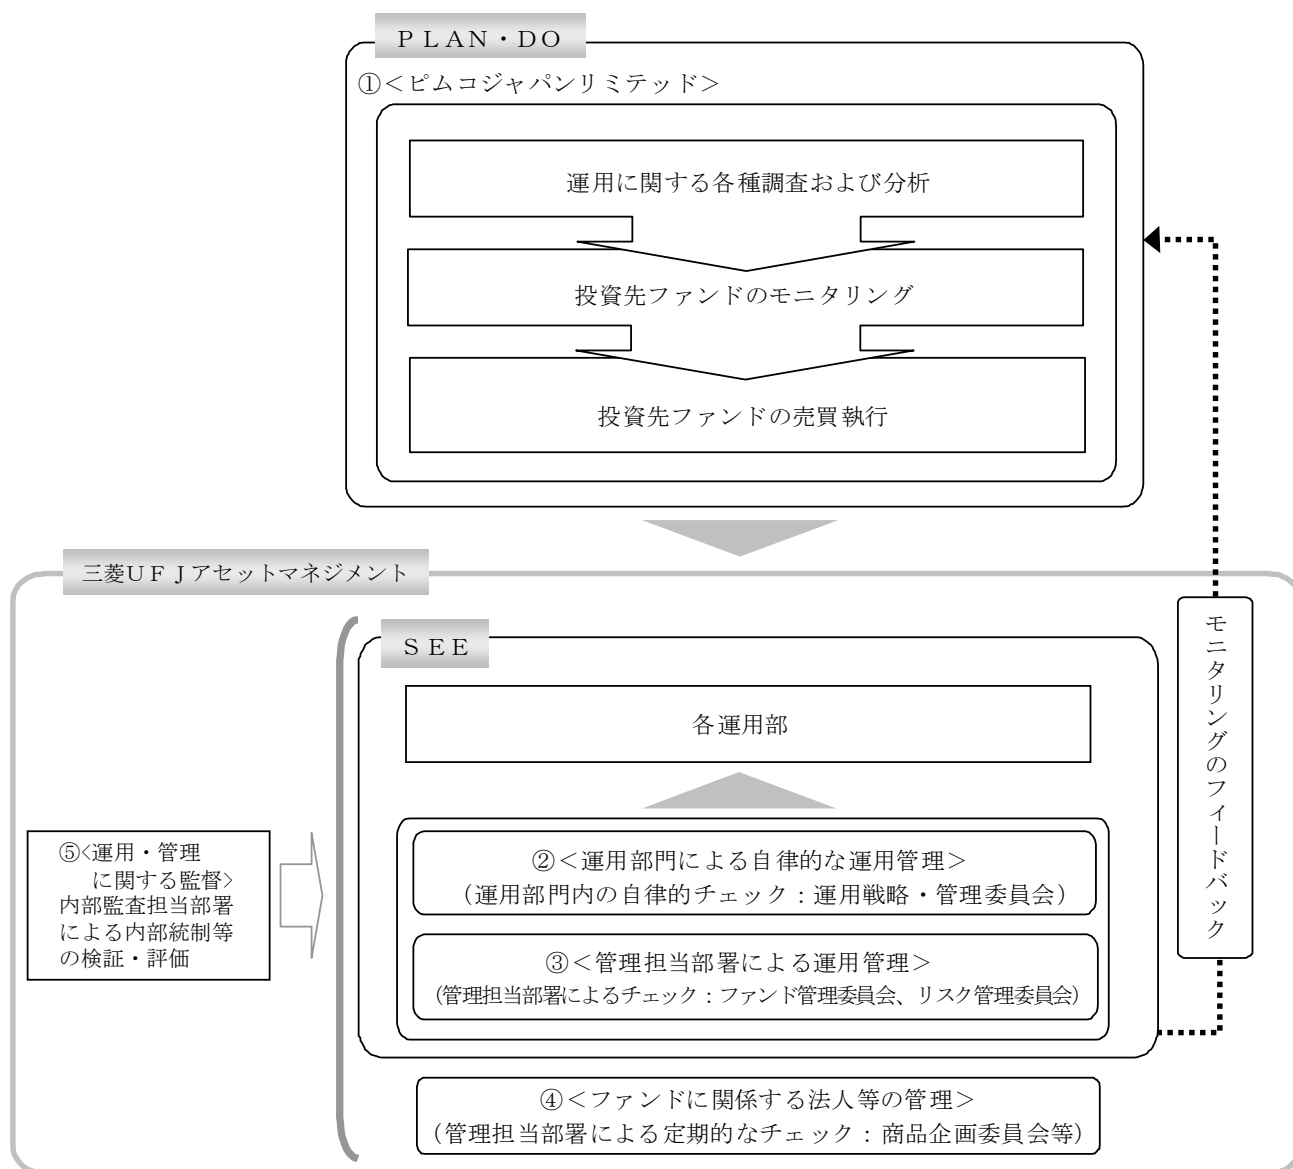 PLAN・DO
①<ピムコジャパンリミテッド>
運用に関する各種調査および分析
投資先ファンドのモニタリング
投資先ファンドの売買執行
三菱UFJアセットマネジメント
SEE
各運用部
②<運用部門による自律的な運用管理>
(運用部門内の自律的チェック：運用戦略・管理委員会)
③<管理担当部署による運用管理>
(管理担当部署によるチェック：ファンド管理委員会、リスク管理委員会)
④<ファンドに関係する法人等の管理>
(管理担当部署による定期的なチェック：商品企画委員会等)
⑤<運用・管理
に関する監督>
内部監査担当部署
による内部統制等
の検証・評価
モニタリングのフィードバック